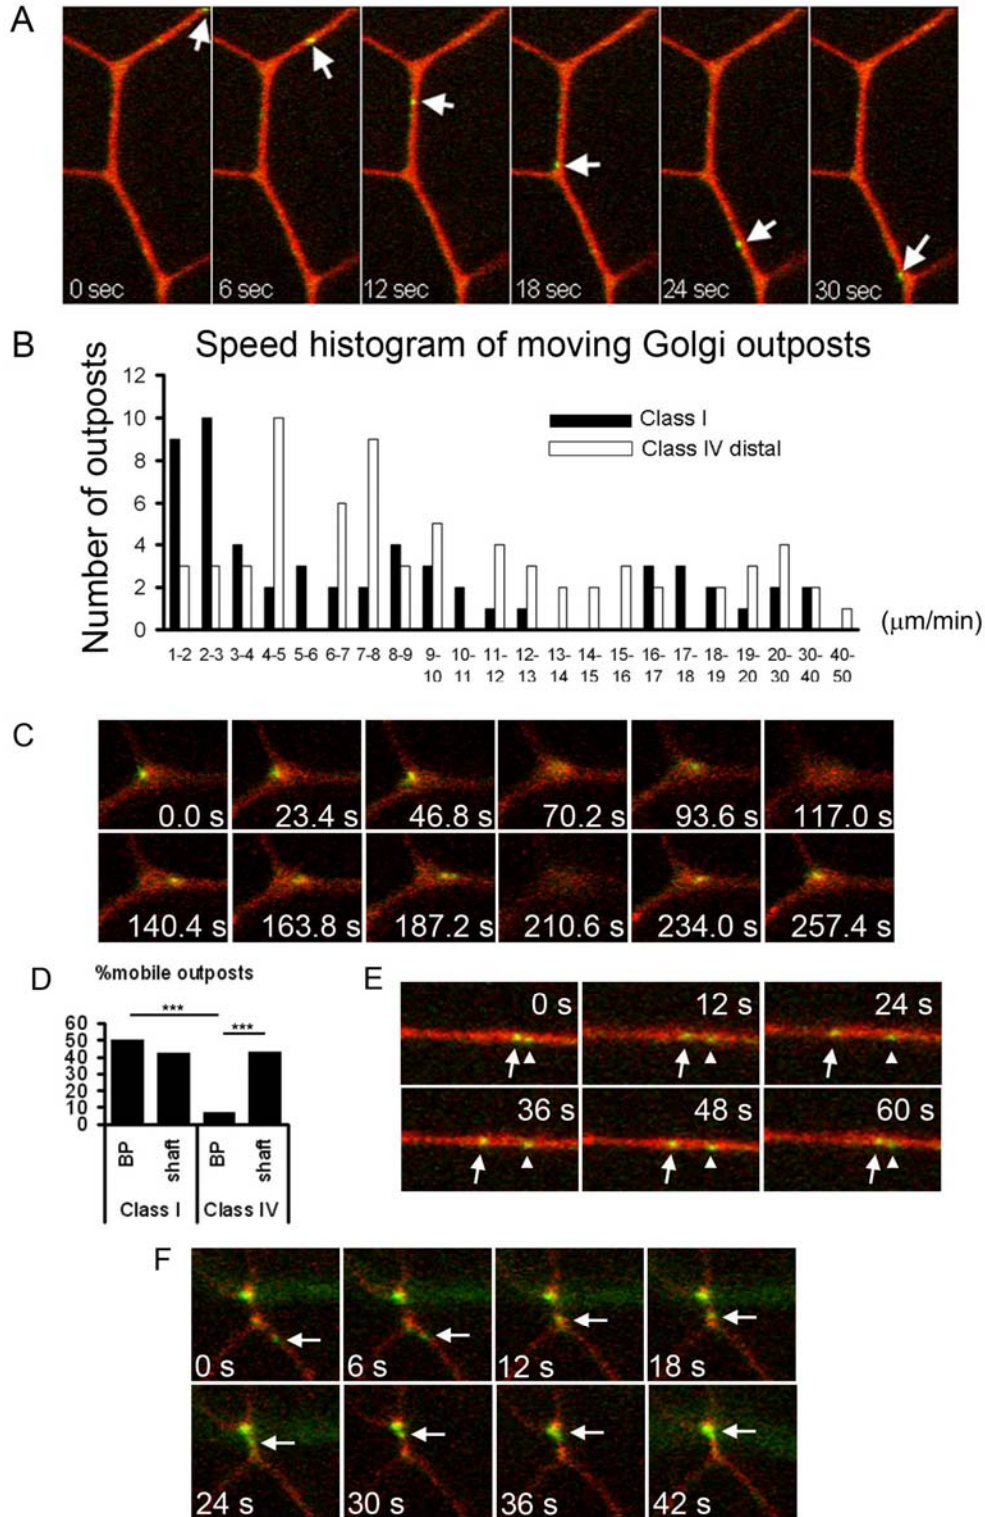 A
0 sec 6 sec 12 sec 18 sec 24 sec 30 sec
B
Speed histogram of moving Golgi outposts
Number of outposts
12
10
8
6
4
2
0
Class I
Class IV distal
(μm/min)
1-2 2-3 3-4 4-5 5-6 6-7 7-8 8-9 9-10 10-11 11-12 12-13 13-14 14-15 15-16 16-17 17-18 18-19 19-20 20-30 30-40 40-50
C
0.0 s 23.4 s 46.8 s 70.2 s 93.6 s 117.0 s
140.4 s 163.8 s 187.2 s 210.6 s 234.0 s 257.4 s
D
%mobile outposts
*** ***
60
50
40
30
20
10
0
BP shaft BP shaft
Class I Class IV
E
0 s 12 s 24 s
36 s 48 s 60 s
F
0 s 6 s 12 s 18 s
24 s 30 s 36 s 42 s